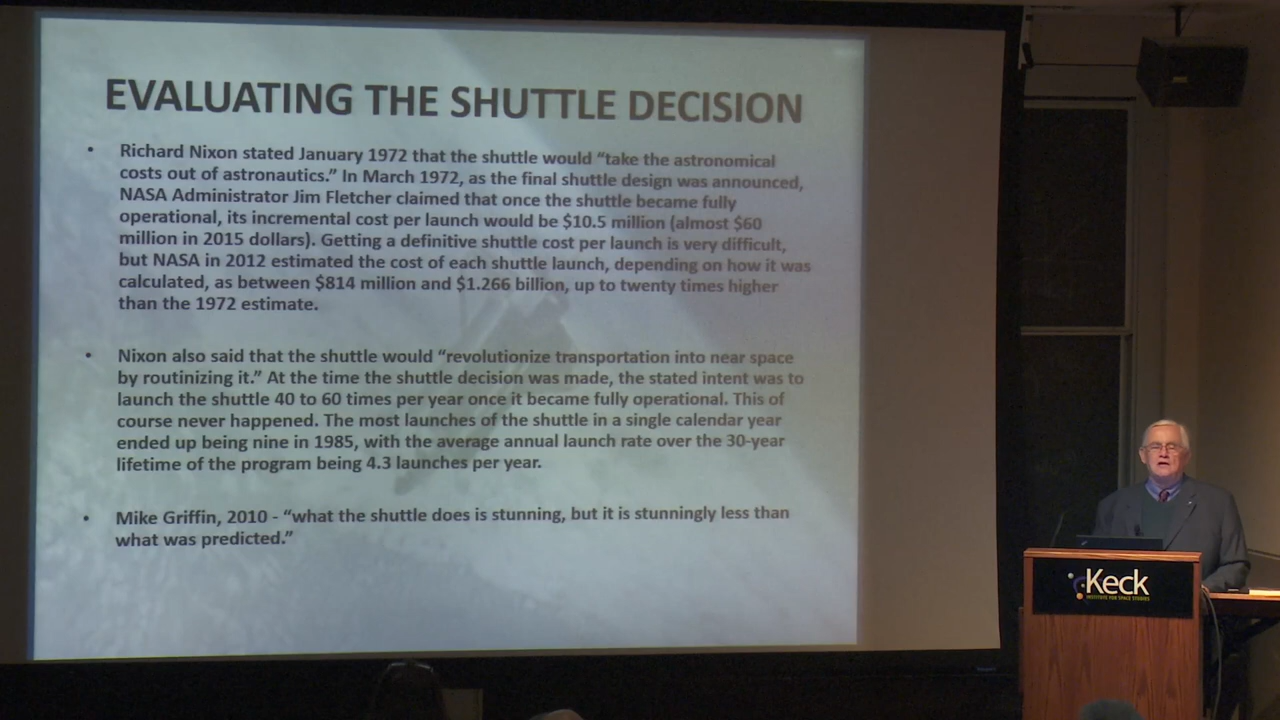 EVALUATING THE SHUTTLE DECISION
• Richard Nixon stated January 1972 that the shuttle would “take the astronomical
costs out of astronautics.” In March 1972, as the final shuttle design was announced,
NASA Administrator Jim Fletcher claimed that once the shuttle became fully
operational, its incremental cost per launch would be $10.5 million (almost $60
million in 2015 dollars). Getting a definitive shuttle cost per launch is very difficult,
but NASA in 2012 estimated the cost of each shuttle launch, depending on how it was
calculated, as between $814 million and $1.266 billion, up to twenty times higher
than the 1972 estimate.
• Nixon also said that the shuttle would “revolutionize transportation into near space
by routinizing it.” At the time the shuttle decision was made, the stated intent was to
launch the shuttle 40 to 60 times per year once it became fully operational. This of
course never happened. The most launches of the shuttle in a single calendar year
ended up being nine in 1985, with the average annual launch rate over the 30-year
lifetime of the program being 4.3 launches per year.
• Mike Griffin, 2010 - “what the shuttle does is stunning, but it is stunningly less than
what was predicted.”
Keck
INSTITUTE FOR SPACE STUDIES